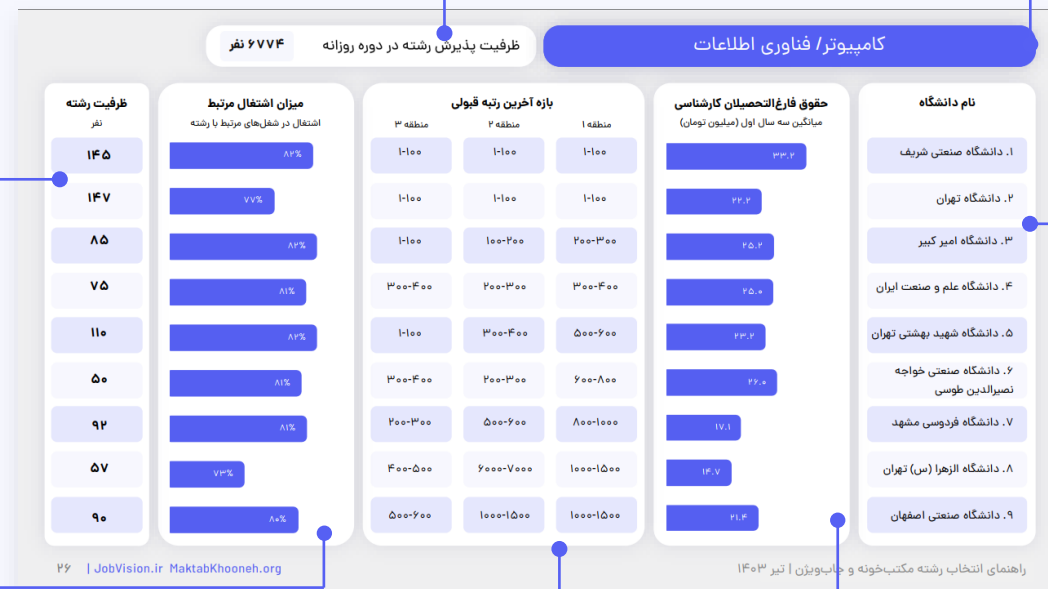 کامپیوتر/ فناوری اطلاعات
ظرفیت پذیرش رشته در دوره روزانه ۶۷۷۴ نفر
نام دانشگاه
حقوق فارغ‌التحصیلان کارشناسی
میانگین سه سال اول (میلیون تومان)
بازه آخرین رتبه قبولی
منطقه ۱ منطقه ۲ منطقه ۳
میزان اشتغال مرتبط
اشتغال در شغل‌های مرتبط با رشته
ظرفیت رشته
نفر
۱. دانشگاه صنعتی شریف ۳۳.۲ ۱-۱۰۰ ۱-۱۰۰ ۱-۱۰۰ ۸۲% ۱۴۵
۲. دانشگاه تهران ۲۲.۲ ۱-۱۰۰ ۱-۱۰۰ ۱-۱۰۰ ۷۷% ۱۴۷
۳. دانشگاه امیر کبیر ۲۵.۲ ۲۰۰-۳۰۰ ۱۰۰-۲۰۰ ۱-۱۰۰ ۸۲% ۸۵
۴. دانشگاه علم و صنعت ایران ۲۵.۰ ۳۰۰-۴۰۰ ۲۰۰-۳۰۰ ۳۰۰-۴۰۰ ۸۱% ۷۵
۵. دانشگاه شهید بهشتی تهران ۲۳.۲ ۵۰۰-۶۰۰ ۳۰۰-۴۰۰ ۱-۱۰۰ ۸۲% ۱۱۰
۶. دانشگاه صنعتی خواجه
نصیرالدین طوسی ۲۶.۰ ۶۰۰-۸۰۰ ۲۰۰-۳۰۰ ۳۰۰-۴۰۰ ۸۱% ۵۰
۷. دانشگاه فردوسی مشهد ۱۷.۱ ۸۰۰-۱۰۰۰ ۵۰۰-۶۰۰ ۲۰۰-۳۰۰ ۸۱% ۹۲
۸. دانشگاه الزهرا (س) تهران ۱۴.۷ ۱۰۰۰-۱۵۰۰ ۶۰۰۰-۷۰۰۰ ۴۰۰-۵۰۰ ۷۳% ۵۷
۹. دانشگاه صنعتی اصفهان ۲۱.۴ ۱۰۰۰-۱۵۰۰ ۱۰۰۰-۱۵۰۰ ۵۰۰-۶۰۰ ۸۰% ۹۰
راهنمای انتخاب رشته مکتب‌خونه و جاب‌ویژن | تیر ۱۴۰۳
۲۶ | JobVision.ir MaktabKhooneh.org